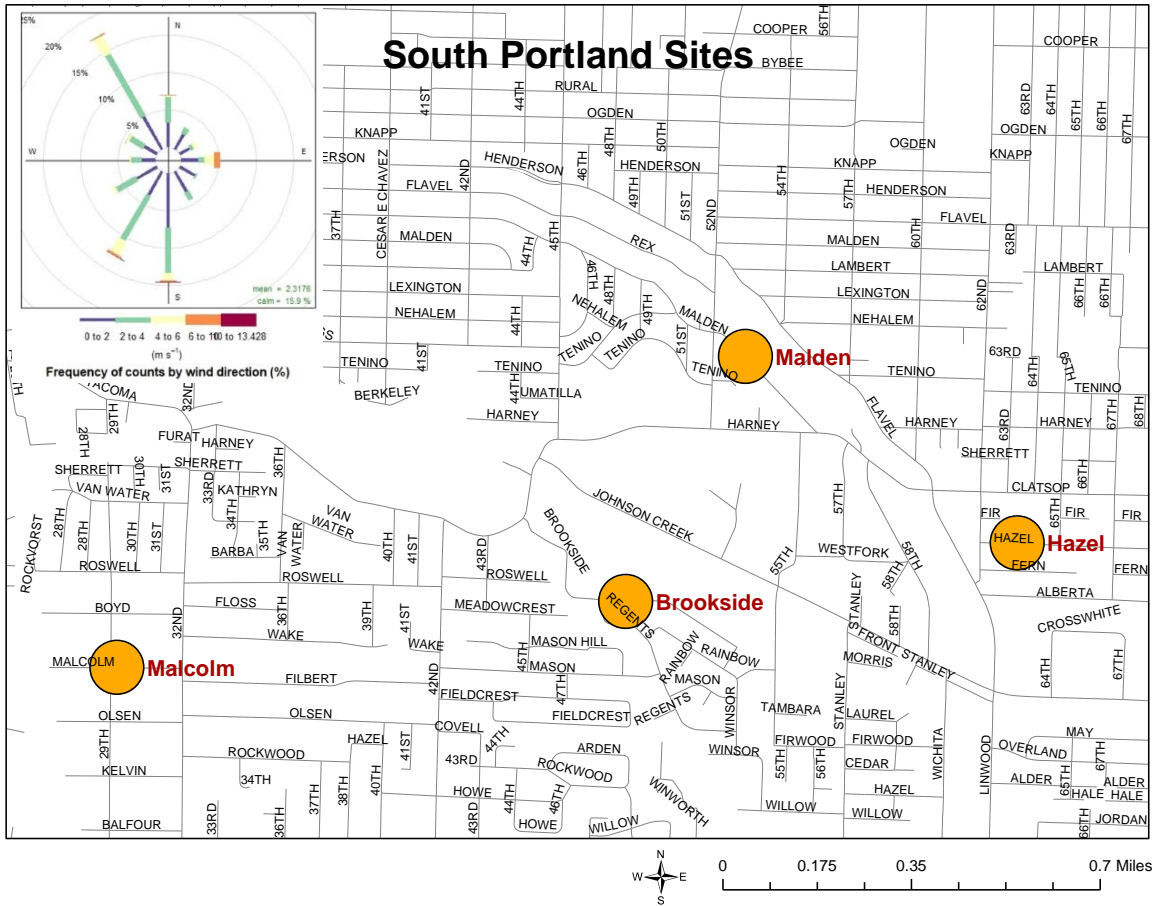 South Portland Sites
25%
20%
15%
10%
5%
N
W
E
S
mean = 2.3176
calm = 15.9 %
0 to 2
2 to 4
4 to 6
6 to 10
10 to 13.428
(m s⁻¹)
Frequency of counts by wind direction (%)
COOPER
56TH
COOPER
BYBEE
RURAL
41ST
44TH
63RD
64TH
65TH
66TH
67TH
OGDEN
48TH
50TH
OGDEN
OGDEN
KNAPP
ERSON
CESAR E CHAVEZ
42ND
HENDERSON
46TH
HENDERSON
KNAPP
KNAPP
FLAVEL
49TH
51ST
52ND
54TH
57TH
HENDERSON
FLAVEL
37TH
MALDEN
44TH
45TH
REX
MALDEN
60TH
63RD
LAMBERT
LAMBERT
LEXINGTON
46TH
48TH
49TH
LEXINGTON
62ND
66TH
66TH
NEHALEM
44TH
NEHALEM
MALDEN
NEHALEM
TENINO
41ST
TENINO
TENINO
TENINO
51ST
TENINO
Malden
TENINO
63RD
64TH
65TH
TENINO
BERKELEY
44TH
UMATILLA
HARNEY
HARNEY
FLAVEL
HARNEY
63RD
HARNEY
67TH
68TH
TACOMA
32ND
28TH
29TH
FURAT
HARNEY
36TH
SHERRETT
SHERRETT
30TH
31ST
SHERRETT
66TH
VAN WATER
33RD
KATHRYN
CLATSOP
ROCKVORST
28TH
28TH
30TH
31ST
34TH
35TH
VAN WATER
VAN WATER
40TH
41ST
BROOKSIDE
JOHNSON CREEK
57TH
FIR
65TH
FIR
FIR
BARBA
43RD
55TH
WESTFORK
58TH
58TH
HAZEL
Hazel
ROSWELL
ROSWELL
ROSWELL
FERN
FERN
ALBERTA
BOYD
32ND
FLOSS
36TH
39TH
41ST
MEADOWCREST
REGENTS
Brookside
STANLEY
58TH
CROSSWHITE
WAKE
WAKE
MASON HILL
RAINBOW
RAINBOW
FRONT STANLEY
MALCOLM
Malcolm
FILBERT
42ND
45TH
MASON
47TH
MASON
MORRIS
64TH
67TH
FIELDCREST
OLSEN
OLSEN
FIELDCREST
REGENTS
WINSOR
TAMBARA
STANLEY
LAUREL
29TH
ROCKWOOD
HAZEL
41ST
COVELL
44TH
ARDEN
WINSOR
FIRWOOD
FIRWOOD
WICHITA
LINWOOD
OVERLAND
MAY
67TH
KELVIN
34TH
37TH
38TH
40TH
43RD
ROCKWOOD
55TH
56TH
CEDAR
ALDER
65TH
ALDER
HOWE
44TH
46TH
WINWORTH
HAZEL
HALE
HALE
BALFOUR
33RD
36TH
43RD
HOWE
WILLOW
WILLOW
WILLOW
66TH
JORDAN
N
W
E
S
0
0.175
0.35
0.7 Miles